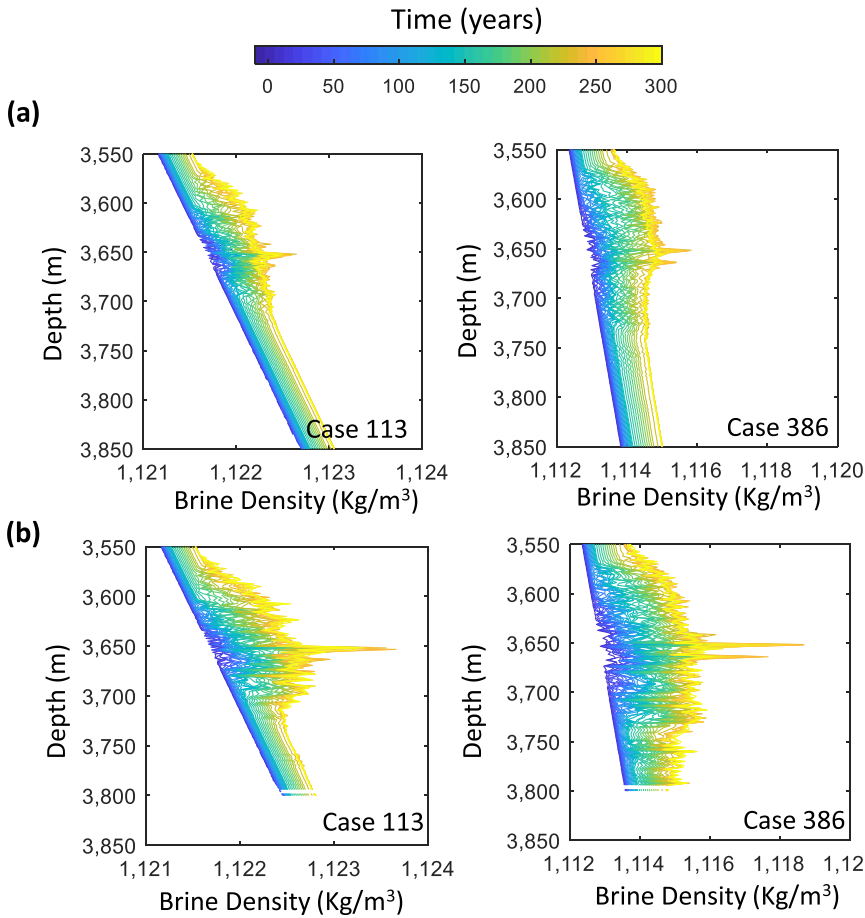 Time (years)
0 50 100 150 200 250 300
(a)
3,550
3,600
3,650
3,700
3,750
3,800
3,850
Depth (m)
Case 113
1,121 1,122 1,123 1,124
Brine Density (Kg/m³)
3,550
3,600
3,650
3,700
3,750
3,800
3,850
Depth (m)
Case 386
1,112 1,114 1,116 1,118 1,120
Brine Density (Kg/m³)
(b)
3,550
3,600
3,650
3,700
3,750
3,800
3,850
Depth (m)
Case 113
1,121 1,122 1,123 1,124
Brine Density (Kg/m³)
3,550
3,600
3,650
3,700
3,750
3,800
3,850
Depth (m)
Case 386
1,112 1,114 1,116 1,118 1,12
Brine Density (Kg/m³)